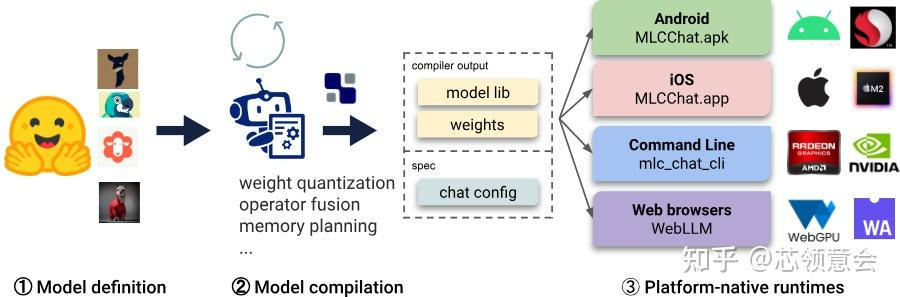 Android
MLCChat.apk
compiler output
model lib
weights
spec
chat config
iOS
MLCChat.app
M2
Command Line
mlc_chat_cli
RADEON
GRAPHICS
AMD
NVIDIA
Web browsers
WebLLM
WebGPU
WA
weight quantization
operator fusion
memory planning
...
知乎 @芯领意会
① Model definition
② Model compilation
③ Platform-native runtimes